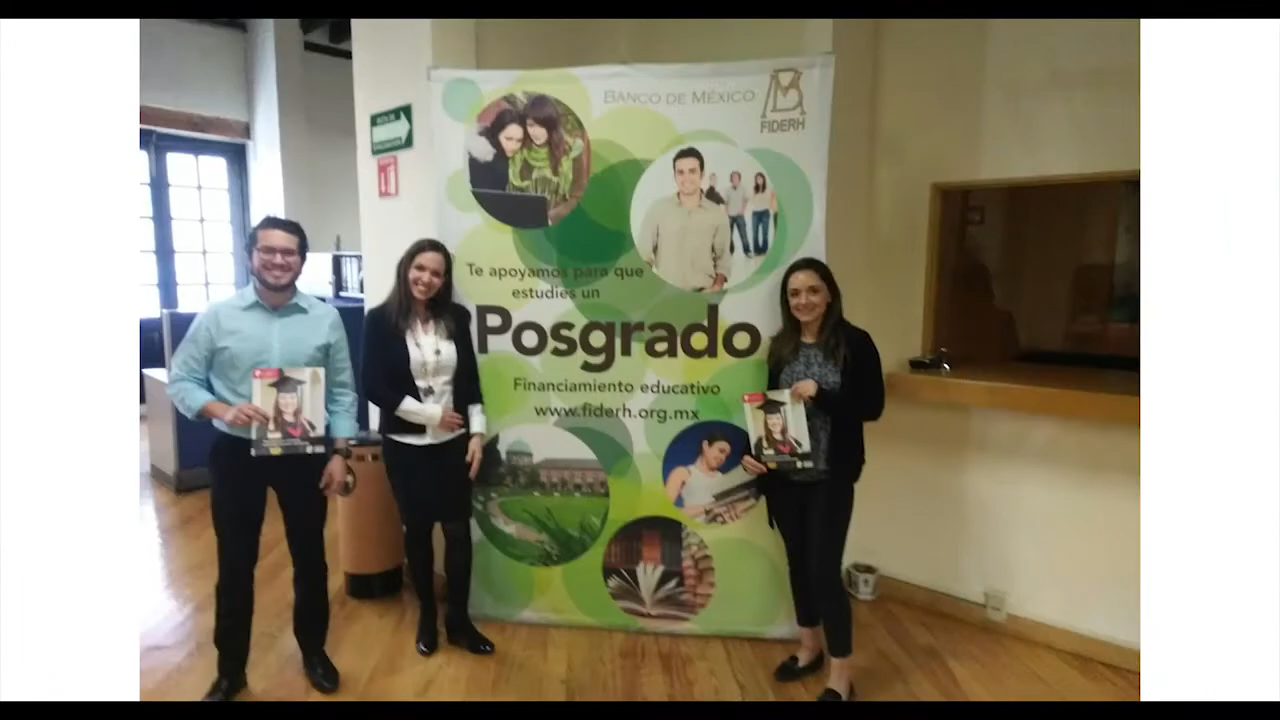 BANCO DE MÉXICO
FIDERH
Te apoyamos para que
estudies un
Posgrado
Financiamiento educativo
www.fiderh.org.mx